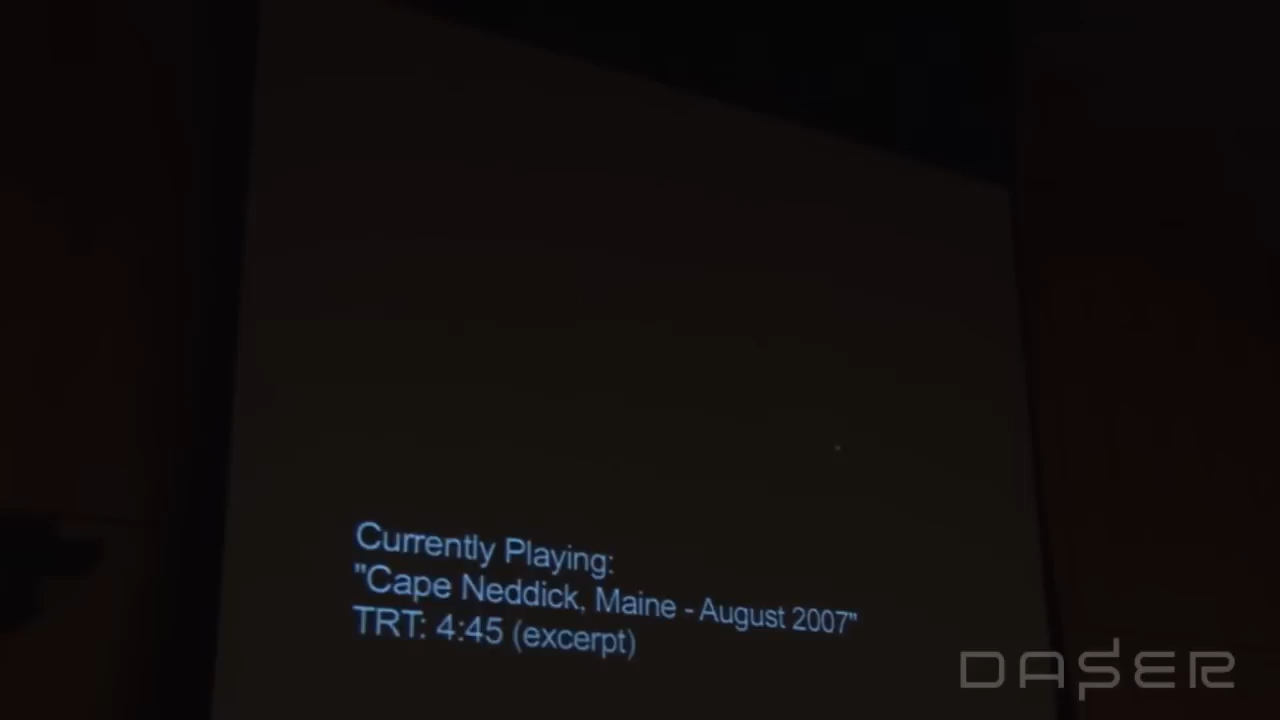 Currently Playing:
"Cape Neddick, Maine - August 2007"
TRT: 4:45 (excerpt)
DASER